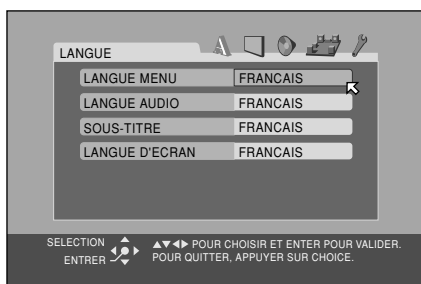 LANGUE
LANGUE MENU FRANCAIS
LANGUE AUDIO FRANCAIS
SOUS-TITRE FRANCAIS
LANGUE D'ECRAN FRANCAIS
SELECTION ▲▼◀▶ POUR CHOISIR ET ENTER POUR VALIDER.
ENTRER POUR QUITTER, APPUYER SUR CHOICE.